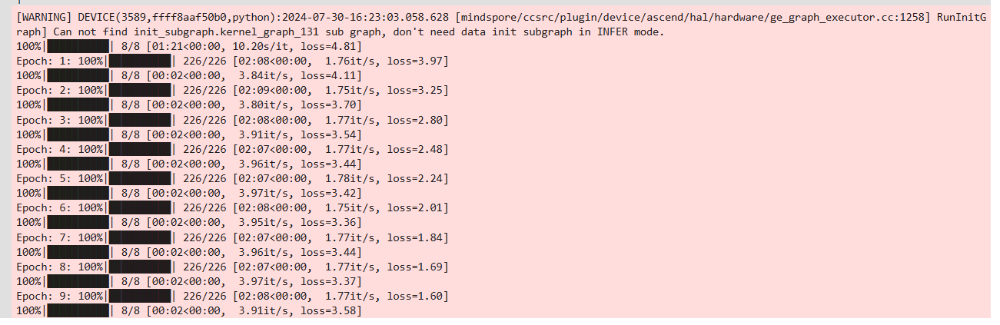 [WARNING] DEVICE(3589,ffff8aaf50b0,python):2024-07-30-16:23:03.058.628 [mindspore/ccsrc/plugin/device/ascend/hal/hardware/ge_graph_executor.cc:1258] RunInitG
raph] Can not find init_subgraph.kernel_graph_131 sub graph, don't need data init subgraph in INFER mode.
100%|██████████| 8/8 [01:21<00:00, 10.20s/it, loss=4.81]
Epoch: 1: 100%|██████████| 226/226 [02:08<00:00,  1.76it/s, loss=3.97]
100%|██████████| 8/8 [00:02<00:00,  3.84it/s, loss=4.11]
Epoch: 2: 100%|██████████| 226/226 [02:09<00:00,  1.75it/s, loss=3.25]
100%|██████████| 8/8 [00:02<00:00,  3.80it/s, loss=3.70]
Epoch: 3: 100%|██████████| 226/226 [02:08<00:00,  1.77it/s, loss=2.80]
100%|██████████| 8/8 [00:02<00:00,  3.91it/s, loss=3.54]
Epoch: 4: 100%|██████████| 226/226 [02:07<00:00,  1.77it/s, loss=2.48]
100%|██████████| 8/8 [00:02<00:00,  3.96it/s, loss=3.44]
Epoch: 5: 100%|██████████| 226/226 [02:07<00:00,  1.78it/s, loss=2.24]
100%|██████████| 8/8 [00:02<00:00,  3.97it/s, loss=3.42]
Epoch: 6: 100%|██████████| 226/226 [02:08<00:00,  1.75it/s, loss=2.01]
100%|██████████| 8/8 [00:02<00:00,  3.95it/s, loss=3.36]
Epoch: 7: 100%|██████████| 226/226 [02:07<00:00,  1.77it/s, loss=1.84]
100%|██████████| 8/8 [00:02<00:00,  3.96it/s, loss=3.44]
Epoch: 8: 100%|██████████| 226/226 [02:07<00:00,  1.77it/s, loss=1.69]
100%|██████████| 8/8 [00:02<00:00,  3.97it/s, loss=3.37]
Epoch: 9: 100%|██████████| 226/226 [02:08<00:00,  1.77it/s, loss=1.60]
100%|██████████| 8/8 [00:02<00:00,  3.91it/s, loss=3.58]